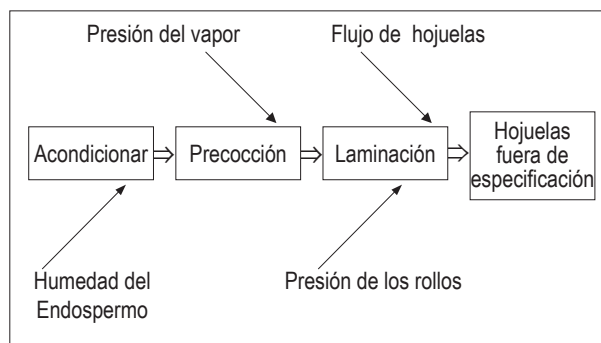 Presión del vapor
Flujo de hojuelas
Acondicionar
Precocción
Laminación
Hojuelas
fuera de
especificación
Humedad del
Endospermo
Presión de los rollos